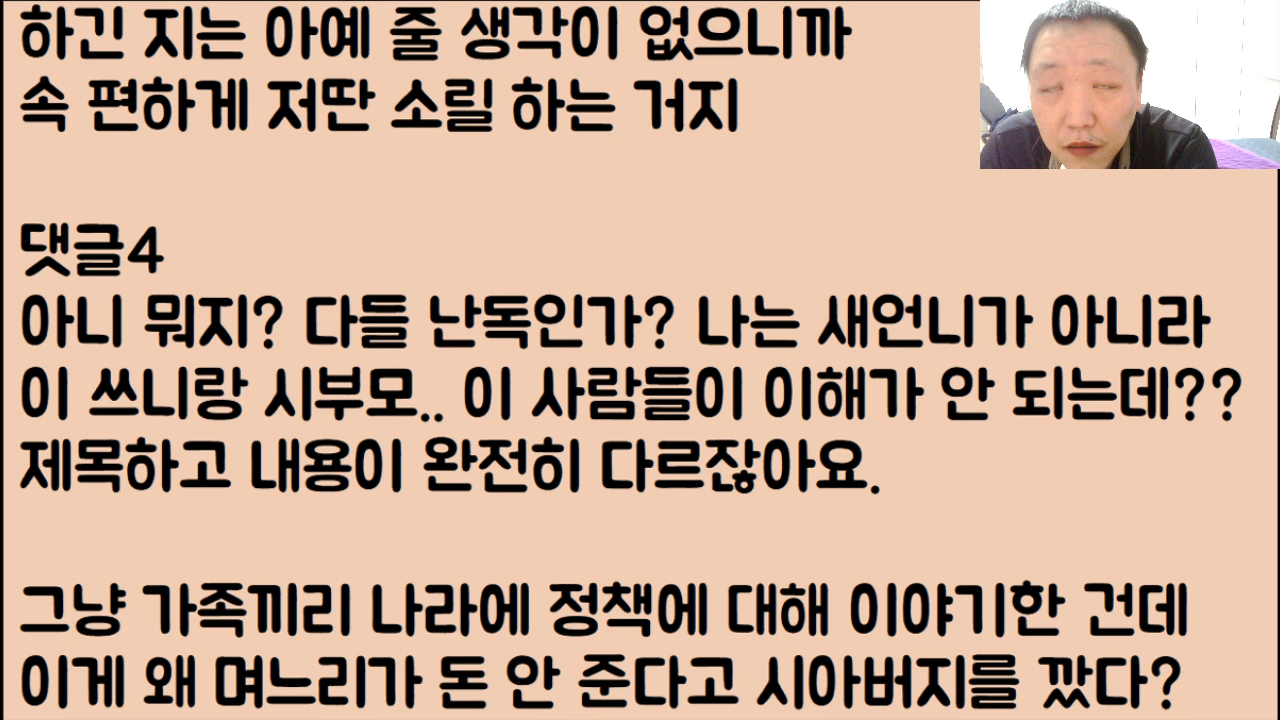 하긴 지는 아예 줄 생각이 없으니까
속 편하게 저딴 소릴 하는 거지
댓글4
아니 뭐지? 다들 난독인가? 나는 새언니가 아니라
이 쓰니랑 시부모.. 이 사람들이 이해가 안 되는데??
제목하고 내용이 완전히 다르잖아요.
그냥 가족끼리 나라에 정책에 대해 이야기한 건데
이게 왜 며느리가 돈 안 준다고 시아버지를 깠다?